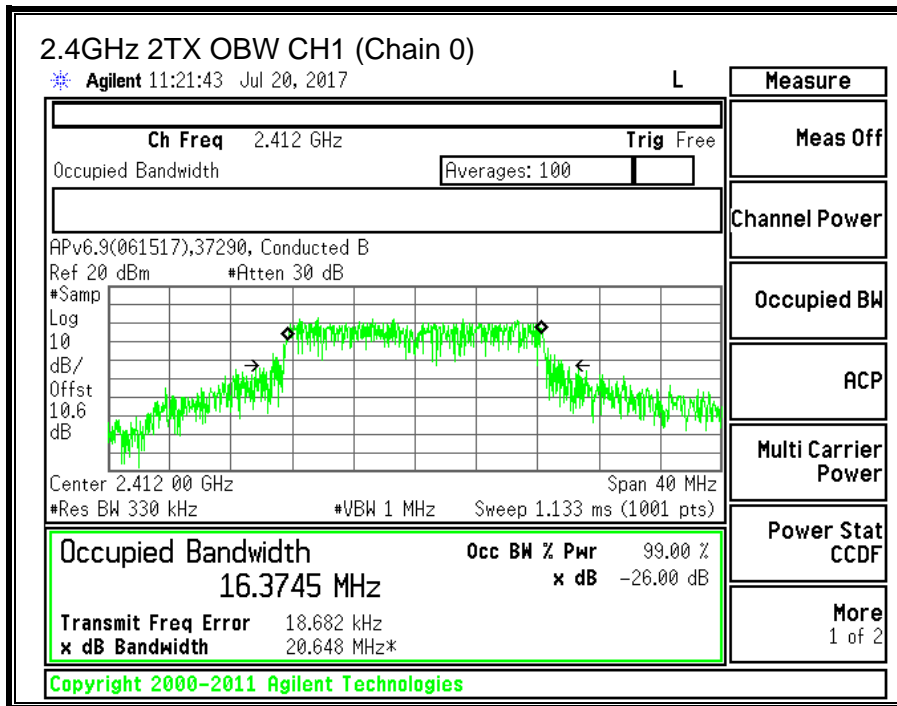 2.4GHz 2TX OBW CH1 (Chain 0)
Agilent 11:21:43 Jul 20, 2017 L
Ch Freq 2.412 GHz Trig Free
Occupied Bandwidth Averages: 100
APv6.9(061517),37290, Conducted B
Ref 20 dBm #Atten 30 dB
#Samp
Log
10
dB/
Offst
10.6
dB
Center 2.412 00 GHz Span 40 MHz
#Res BW 330 kHz #VBW 1 MHz Sweep 1.133 ms (1001 pts)
Occupied Bandwidth Occ BW % Pwr 99.00 %
16.3745 MHz x dB -26.00 dB
Transmit Freq Error 18.682 kHz
x dB Bandwidth 20.648 MHz*
Copyright 2000-2011 Agilent Technologies
Measure
Meas Off
Channel Power
Occupied BW
ACP
Multi Carrier
Power
Power Stat
CCDF
More
1 of 2